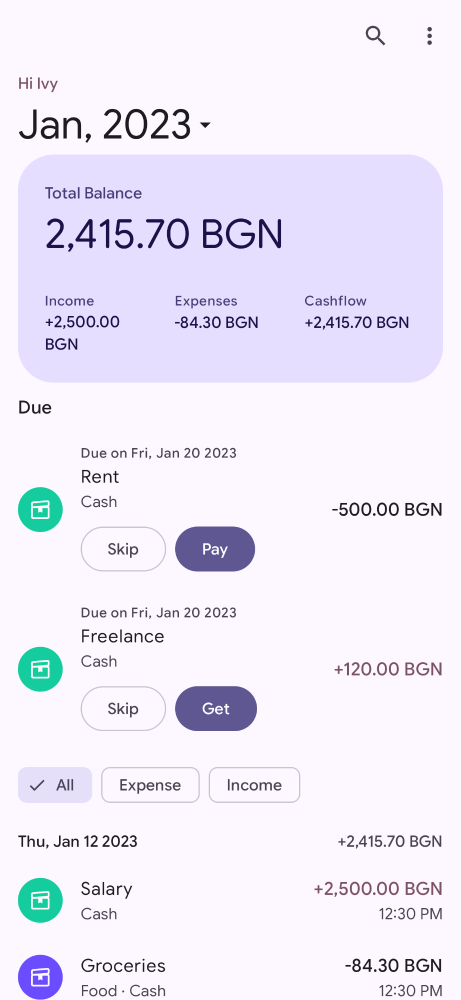 Hi Ivy
Jan, 2023
Total Balance
2,415.70 BGN
Income
Expenses
Cashflow
+2,500.00
BGN
-84.30 BGN
+2,415.70 BGN
Due
Due on Fri, Jan 20 2023
Rent
Cash
-500.00 BGN
Skip
Pay
Due on Fri, Jan 20 2023
Freelance
Cash
+120.00 BGN
Skip
Get
All
Expense
Income
Thu, Jan 12 2023
+2,415.70 BGN
Salary
+2,500.00 BGN
Cash
12:30 PM
Groceries
-84.30 BGN
Food · Cash
12:30 PM